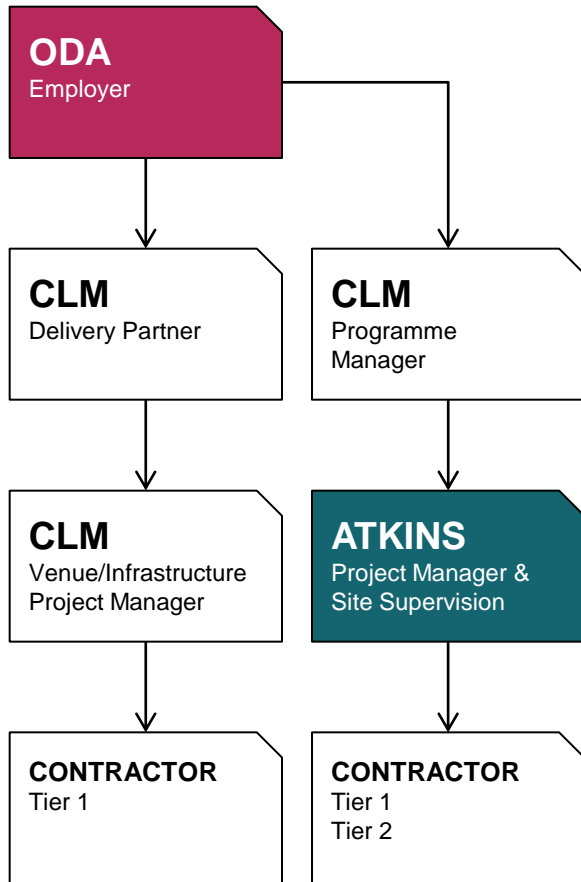 ODA
Employer
CLM
Delivery Partner
CLM
Programme
Manager
CLM
Venue/Infrastructure
Project Manager
ATKINS
Project Manager &
Site Supervision
CONTRACTOR
Tier 1
CONTRACTOR
Tier 1
Tier 2